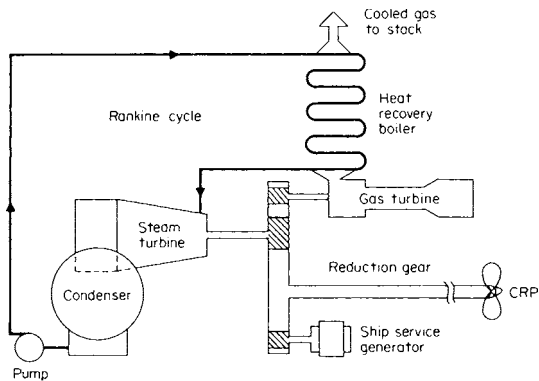 Cooled gas
to stack
Rankine cycle
Heat
recovery
boiler
Gas turbine
Steam
turbine
Condenser
Reduction gear
CRP
Ship service
generator
Pump